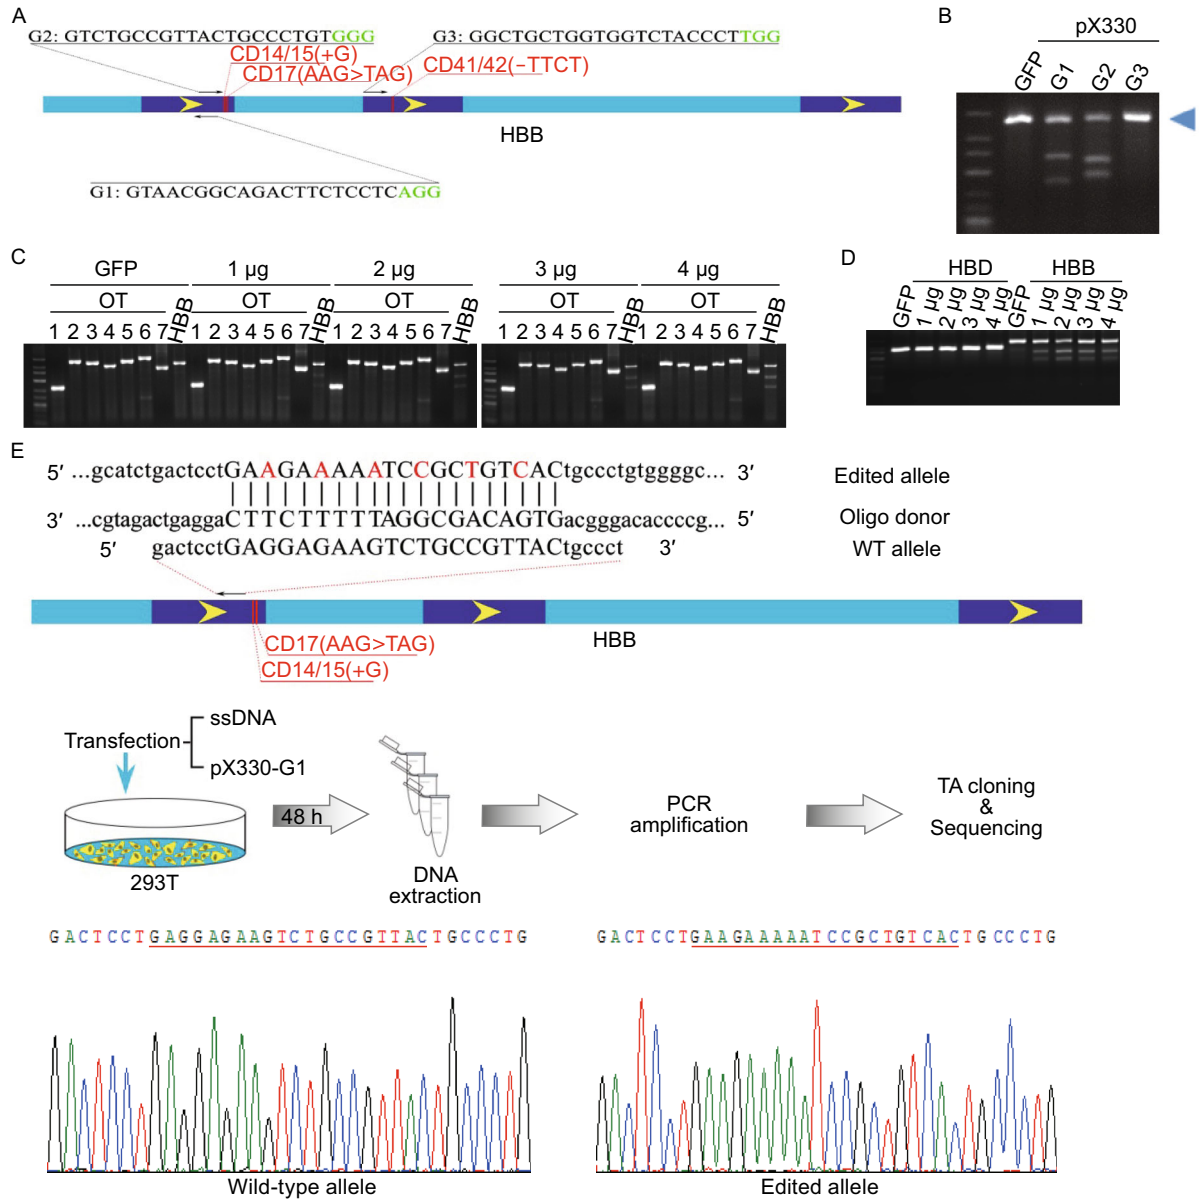 A
G2: GTCTGCCGTTACTGCCCTGTGGG
G3: GGCTGCTGGTGGTCTACCCTTGG
CD14/15(+G)
CD17(AAG>TAG)
CD41/42(−TTCT)
HBB
G1: GTAACGGCAGACTTCTCCTCAGG
B
pX330
GFP G1 G2 G3
C
GFP 1 µg 2 µg 3 µg 4 µg
OT OT OT OT OT
1 2 3 4 5 6 7 HBB 1 2 3 4 5 6 7 HBB 1 2 3 4 5 6 7 HBB 1 2 3 4 5 6 7 HBB 1 2 3 4 5 6 7 HBB
D
HBD HBB
GFP 1 µg 2 µg 3 µg 4 µg GFP 1 µg 2 µg 3 µg 4 µg
E
5′ ...gcatctgactcctGAAGAAAAATCCGCTGTCACtgccctgtggggc... 3′ Edited allele
3′ ...cgtagactgaggaCTTCTTTTTAGGCGACAGTGacgggacaccccg... 5′ Oligo donor
5′ gactcctGAGGAGAAGTCTGCCGTTACtgccct 3′ WT allele
HBB
CD17(AAG>TAG)
CD14/15(+G)
Transfection
ssDNA
pX330-G1
293T
48 h
DNA
extraction
PCR
amplification
TA cloning
&
Sequencing
GACTCCTGAGGAGAAGTCTGCCGTTACTGCCCTG
GACTCCTGAAGAAAAATCCGCTGTCACTGCCCTG
Wild-type allele
Edited allele